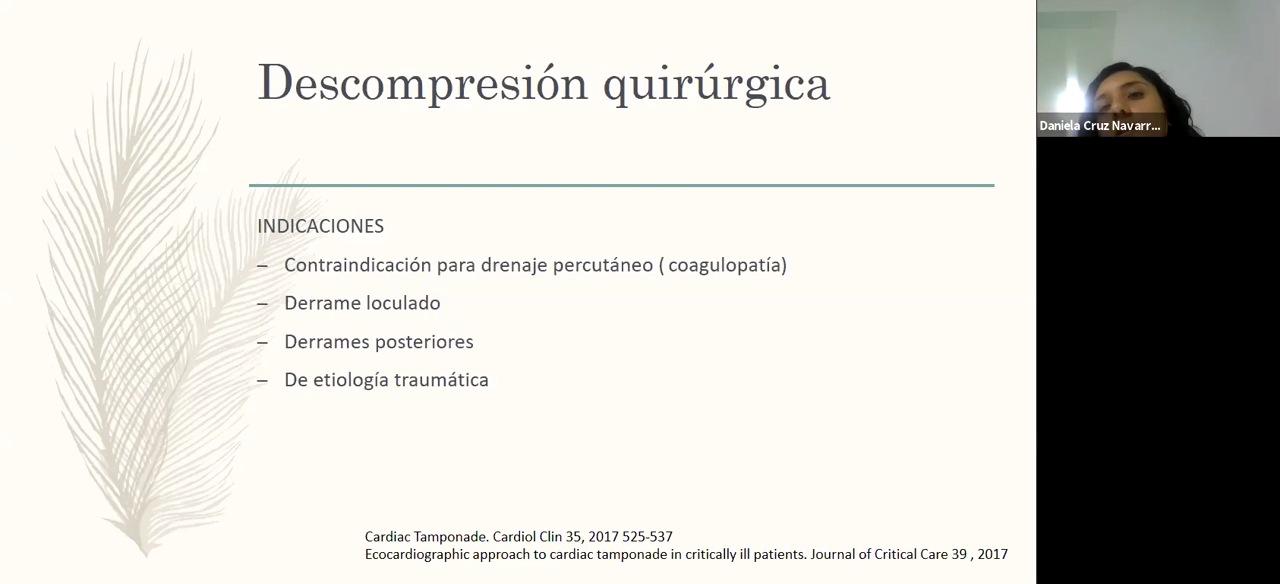 Descompresión quirúrgica
Daniela Cruz Navarr...
INDICACIONES
– Contraindicación para drenaje percutáneo ( coagulopatía)
– Derrame loculado
– Derrames posteriores
– De etiología traumática
Cardiac Tamponade. Cardiol Clin 35, 2017 525-537
Ecocardiographic approach to cardiac tamponade in critically ill patients. Journal of Critical Care 39 , 2017